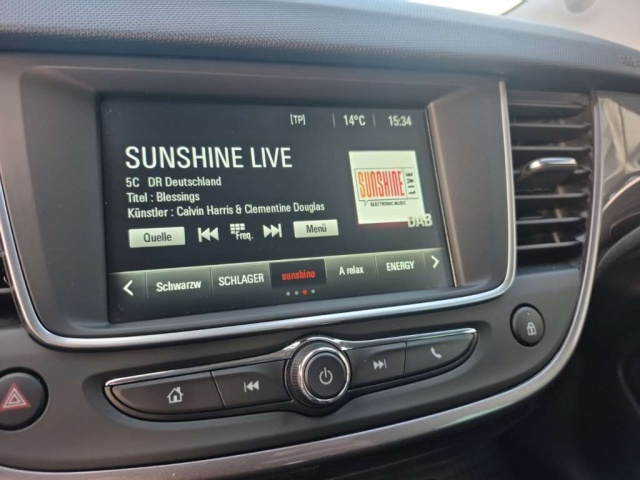 [TP] 14°C 15:34
SUNSHINE LIVE
5C DR Deutschland
Titel : Blessings
Künstler : Calvin Harris & Clementine Douglas
SUNSHINE LIVE
ELECTRONIC MUSIC
DAB
Quelle Freq. Menü
Schwarzw SCHLAGER sunshine A relax ENERGY